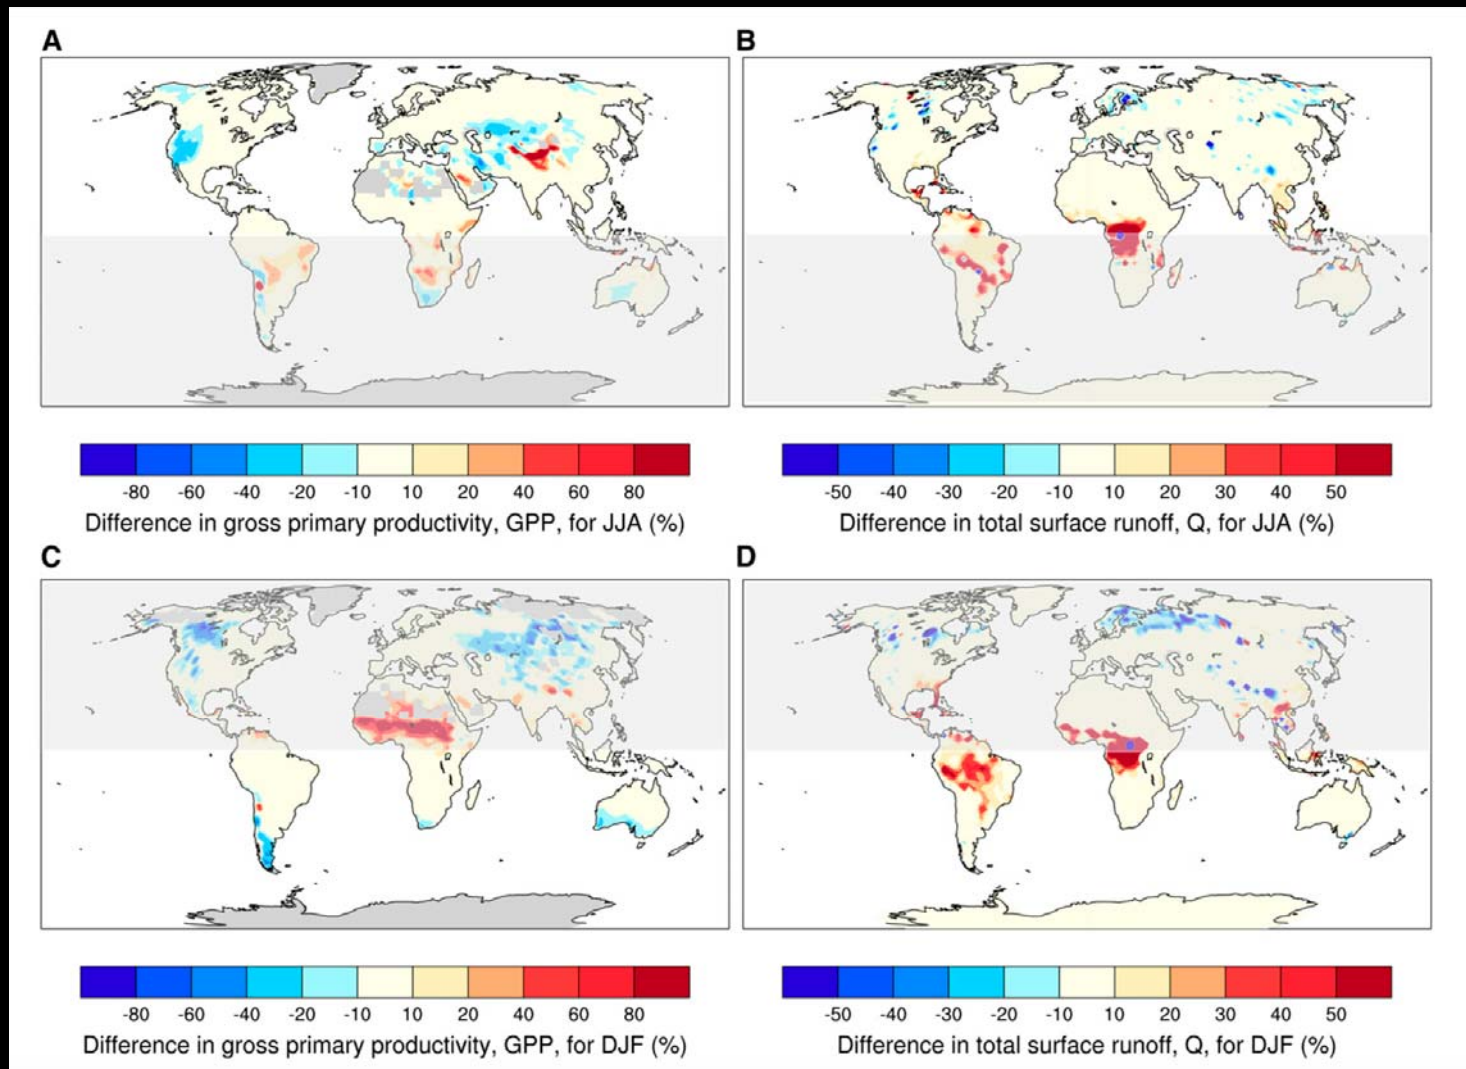 A
B
-80 -60 -40 -20 -10 10 20 40 60 80
Difference in gross primary productivity, GPP, for JJA (%)
-50 -40 -30 -20 -10 10 20 30 40 50
Difference in total surface runoff, Q, for JJA (%)
C
D
-80 -60 -40 -20 -10 10 20 40 60 80
Difference in gross primary productivity, GPP, for DJF (%)
-50 -40 -30 -20 -10 10 20 30 40 50
Difference in total surface runoff, Q, for DJF (%)